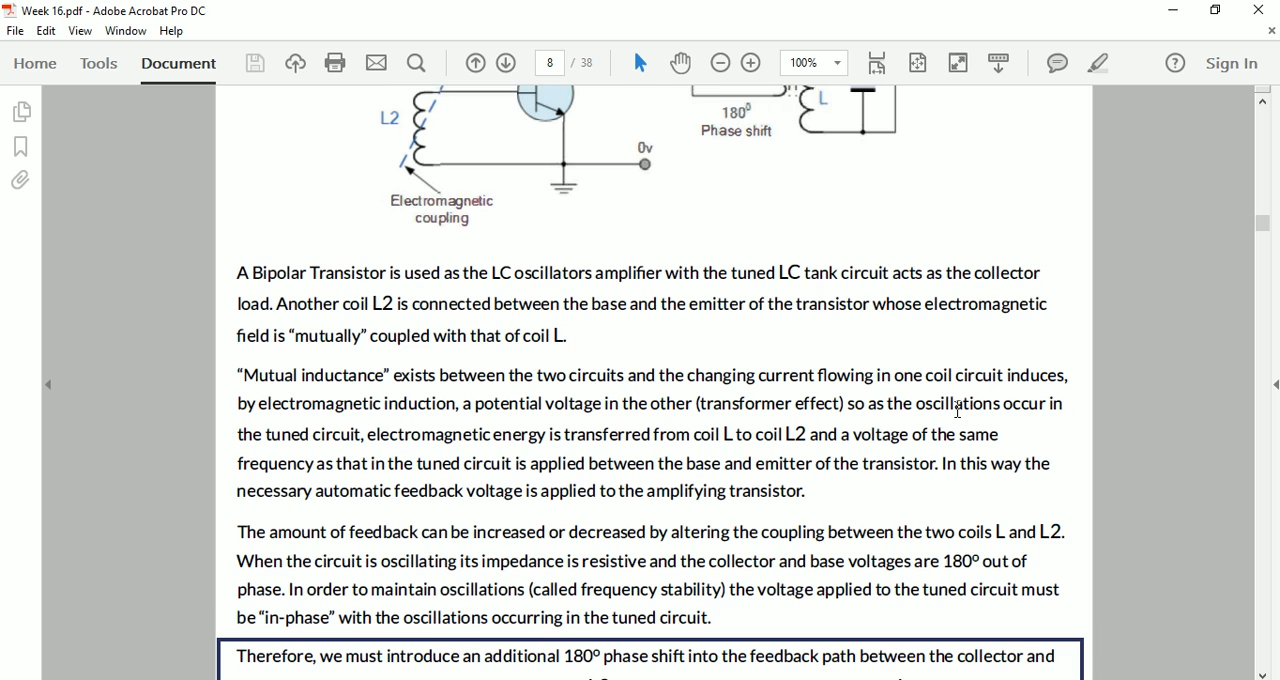 Week 16.pdf - Adobe Acrobat Pro DC
File Edit View Window Help
Home Tools Document 8 / 38 100% Sign In
L2
L
180⁰
Phase shift
0v
Electromagnetic
coupling
A Bipolar Transistor is used as the LC oscillators amplifier with the tuned LC tank circuit acts as the collector
load. Another coil L2 is connected between the base and the emitter of the transistor whose electromagnetic
field is “mutually” coupled with that of coil L.
“Mutual inductance” exists between the two circuits and the changing current flowing in one coil circuit induces,
by electromagnetic induction, a potential voltage in the other (transformer effect) so as the oscillations occur in
the tuned circuit, electromagnetic energy is transferred from coil L to coil L2 and a voltage of the same
frequency as that in the tuned circuit is applied between the base and emitter of the transistor. In this way the
necessary automatic feedback voltage is applied to the amplifying transistor.
The amount of feedback can be increased or decreased by altering the coupling between the two coils L and L2.
When the circuit is oscillating its impedance is resistive and the collector and base voltages are 180º out of
phase. In order to maintain oscillations (called frequency stability) the voltage applied to the tuned circuit must
be “in-phase” with the oscillations occurring in the tuned circuit.
Therefore, we must introduce an additional 180º phase shift into the feedback path between the collector and